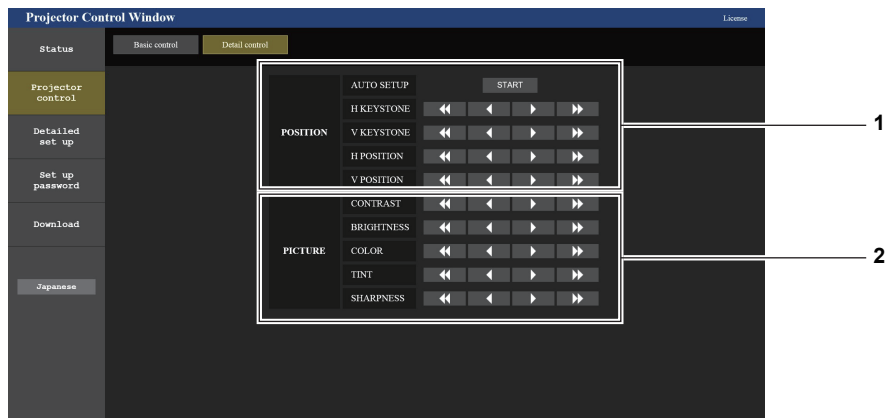 Projector Control Window
License
Status
Basic control
Detail control
Projector
control
Detailed
set up
Set up
password
Download
Japanese
POSITION
AUTO SETUP
START
H KEYSTONE
V KEYSTONE
H POSITION
V POSITION
PICTURE
CONTRAST
BRIGHTNESS
COLOR
TINT
SHARPNESS
1
2